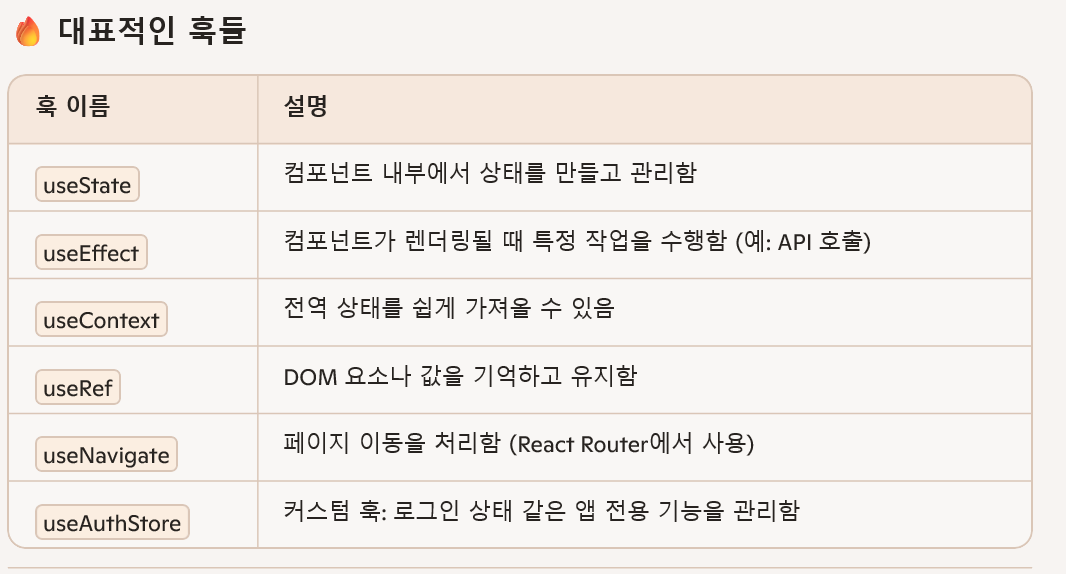 🔥 대표적인 훅들
훅 이름 설명
useState 컴포넌트 내부에서 상태를 만들고 관리함
useEffect 컴포넌트가 렌더링될 때 특정 작업을 수행함 (예: API 호출)
useContext 전역 상태를 쉽게 가져올 수 있음
useRef DOM 요소나 값을 기억하고 유지함
useNavigate 페이지 이동을 처리함 (React Router에서 사용)
useAuthStore 커스텀 훅: 로그인 상태 같은 앱 전용 기능을 관리함